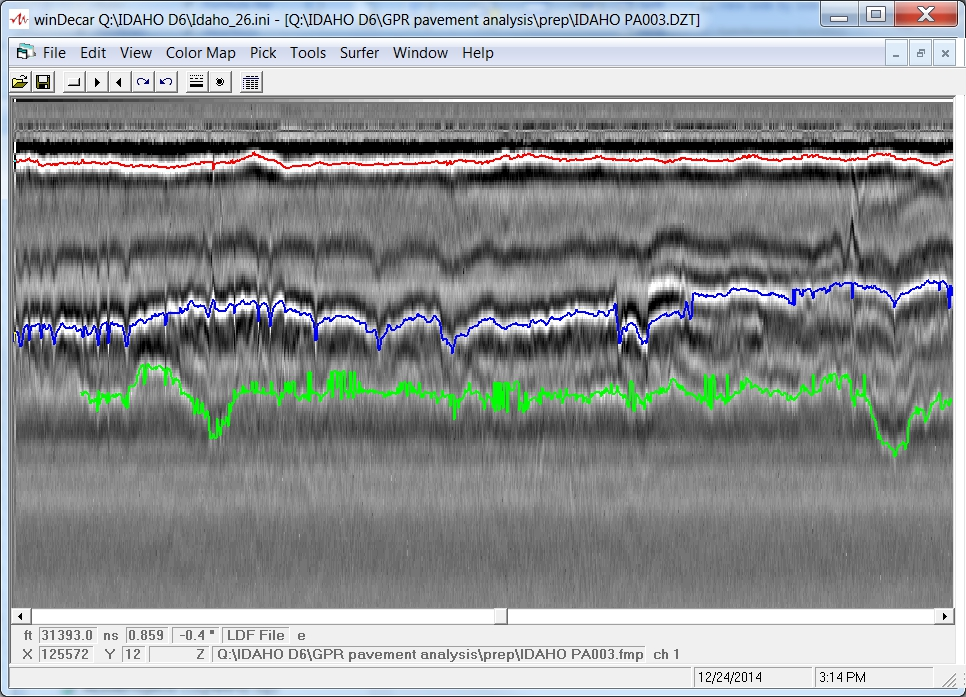 winDecar Q:\IDAHO D6\Idaho_26.ini - [Q:\IDAHO D6\GPR pavement analysis\prep\IDAHO PA003.DZT]
File Edit View Color Map Pick Tools Surfer Window Help
ft 31393.0 ns 0.859 -0.4 " LDF File e
X 125572 Y 12 Z Q:\IDAHO D6\GPR pavement analysis\prep\IDAHO PA003.fmp ch 1
12/24/2014 3:14 PM